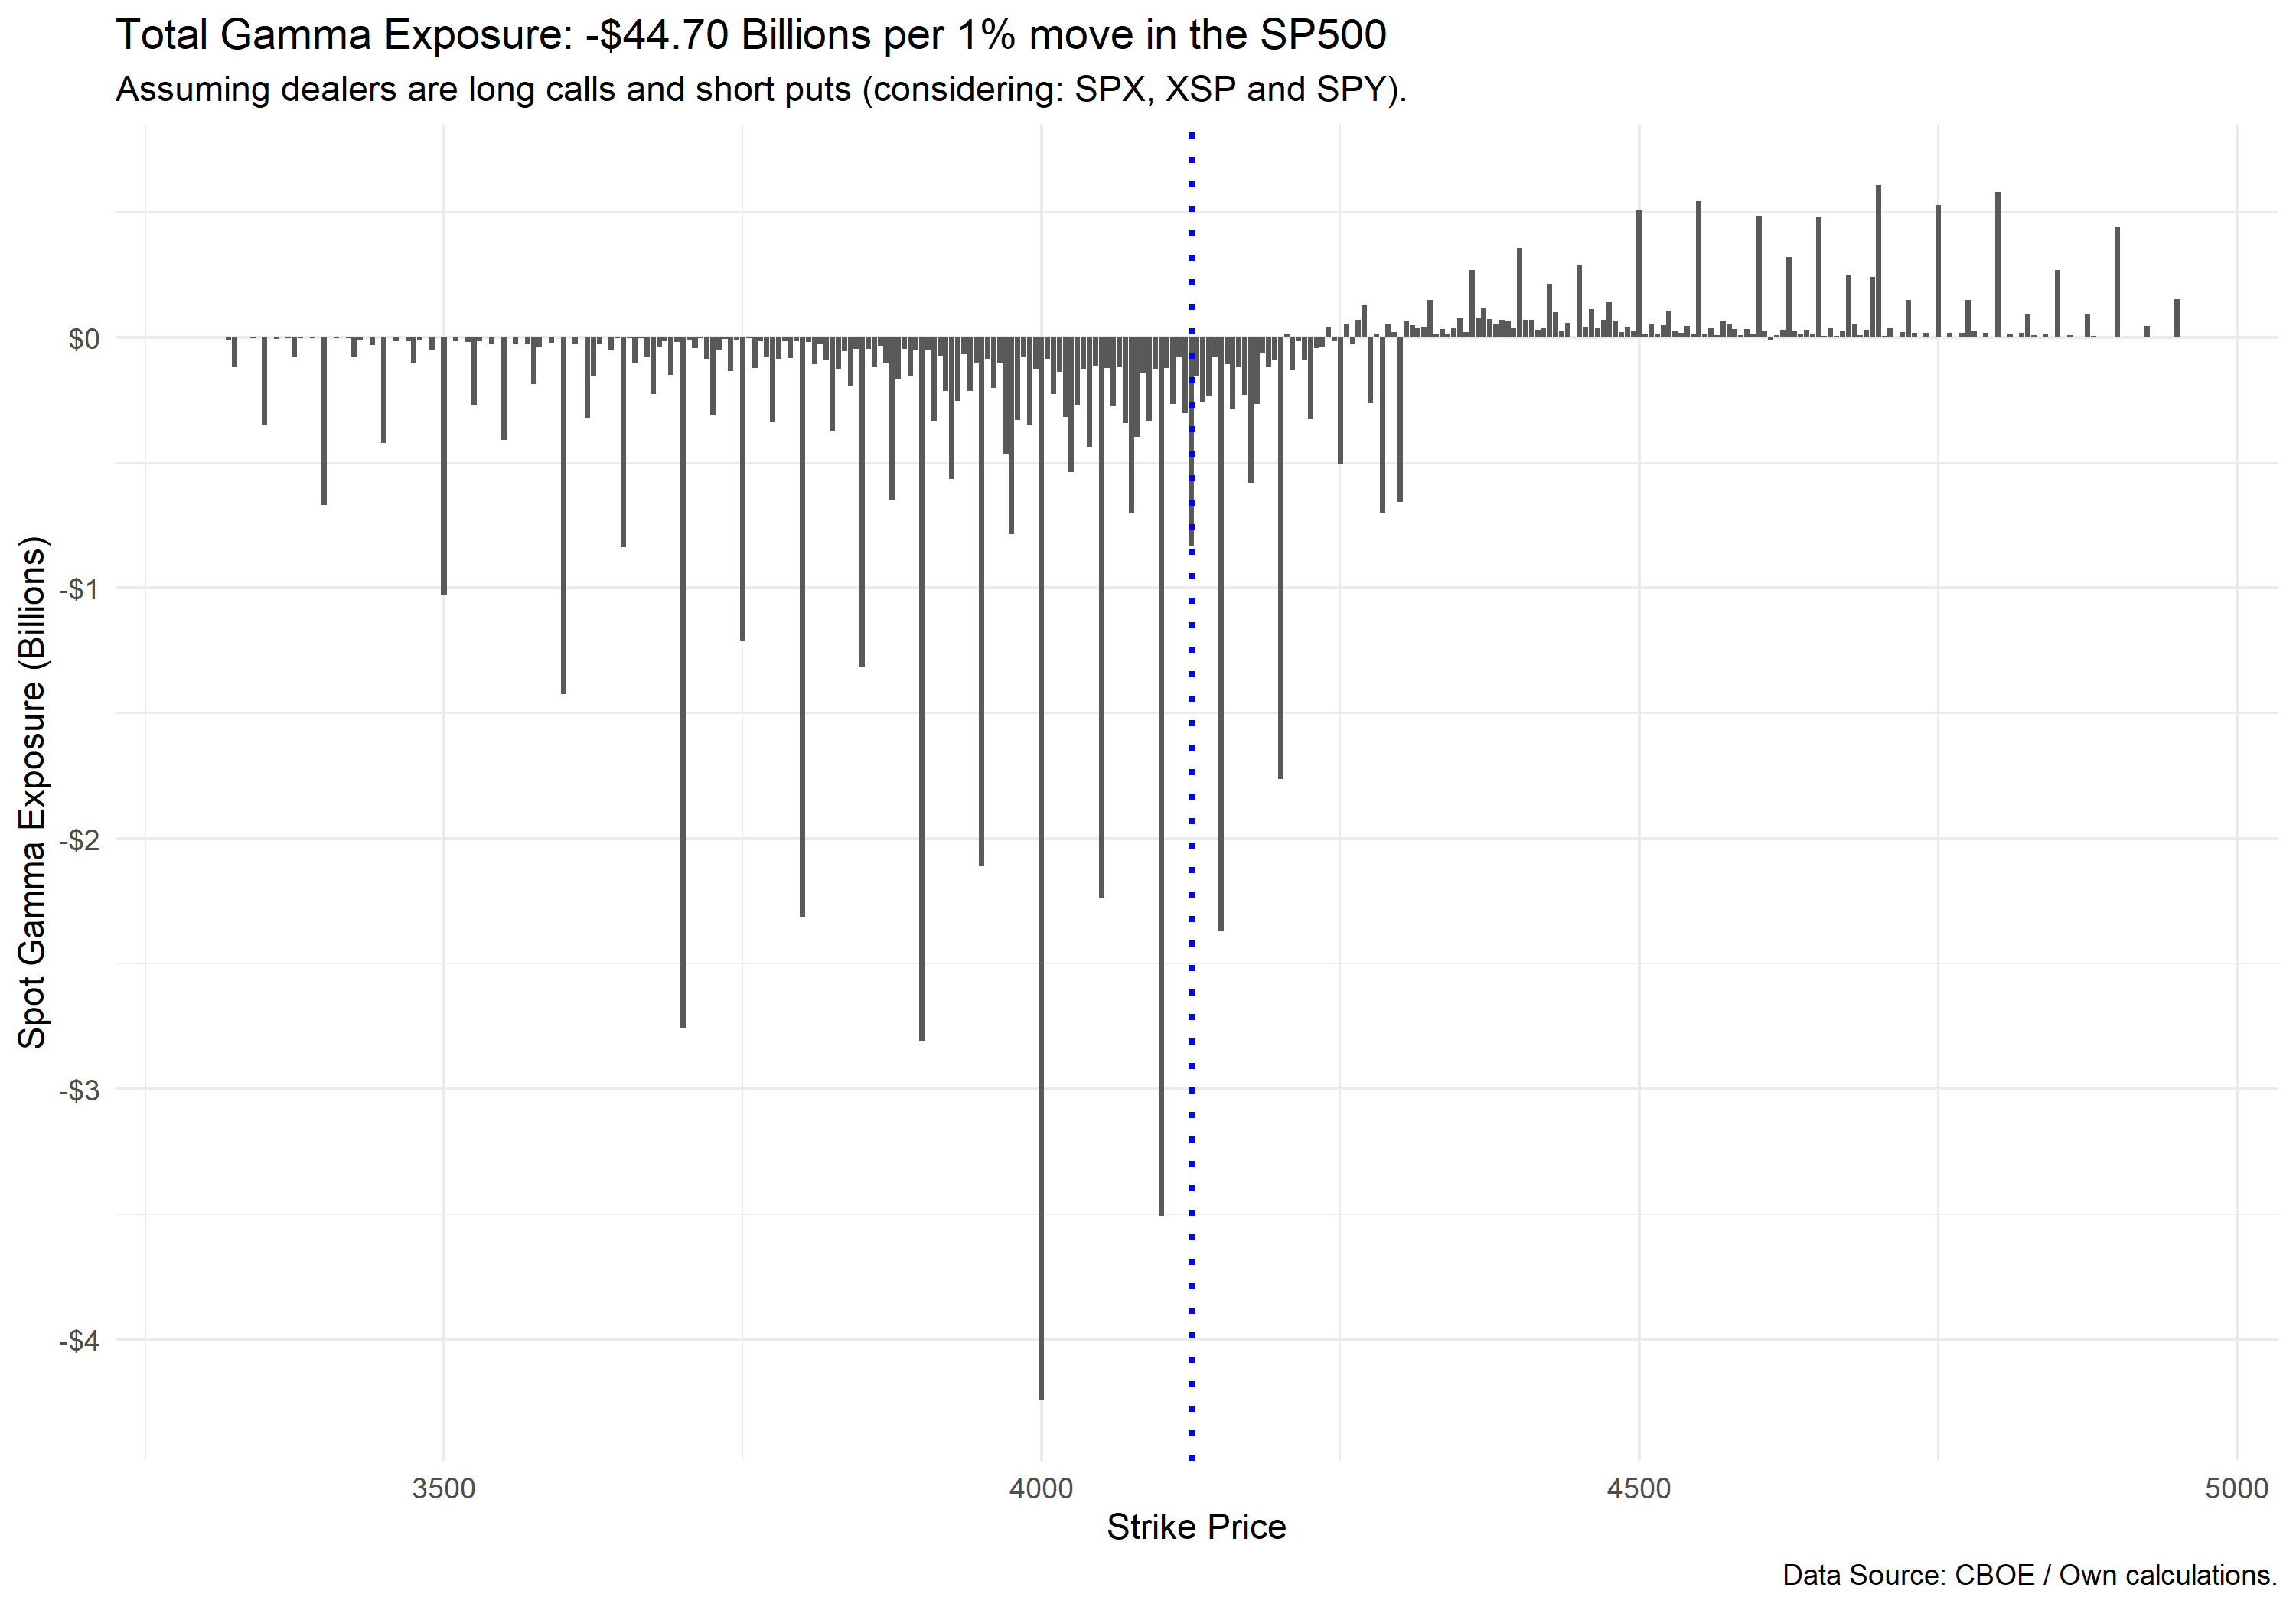 Total Gamma Exposure: -$44.70 Billions per 1% move in the SP500
Assuming dealers are long calls and short puts (considering: SPX, XSP and SPY).
Spot Gamma Exposure (Billions)
$0
-$1
-$2
-$3
-$4
3500 4000 4500 5000
Strike Price
Data Source: CBOE / Own calculations.